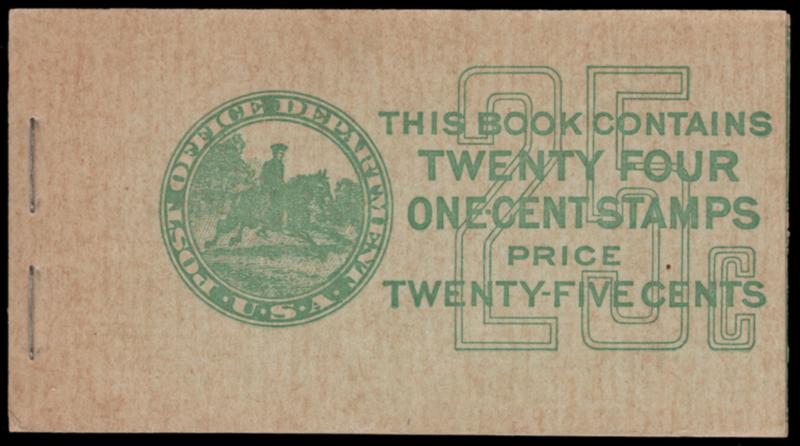 POST OFFICE DEPARTMENT
· U.S.A. ·
25c
THIS BOOK CONTAINS
TWENTY FOUR
ONE-CENT STAMPS
PRICE
TWENTY-FIVE CENTS